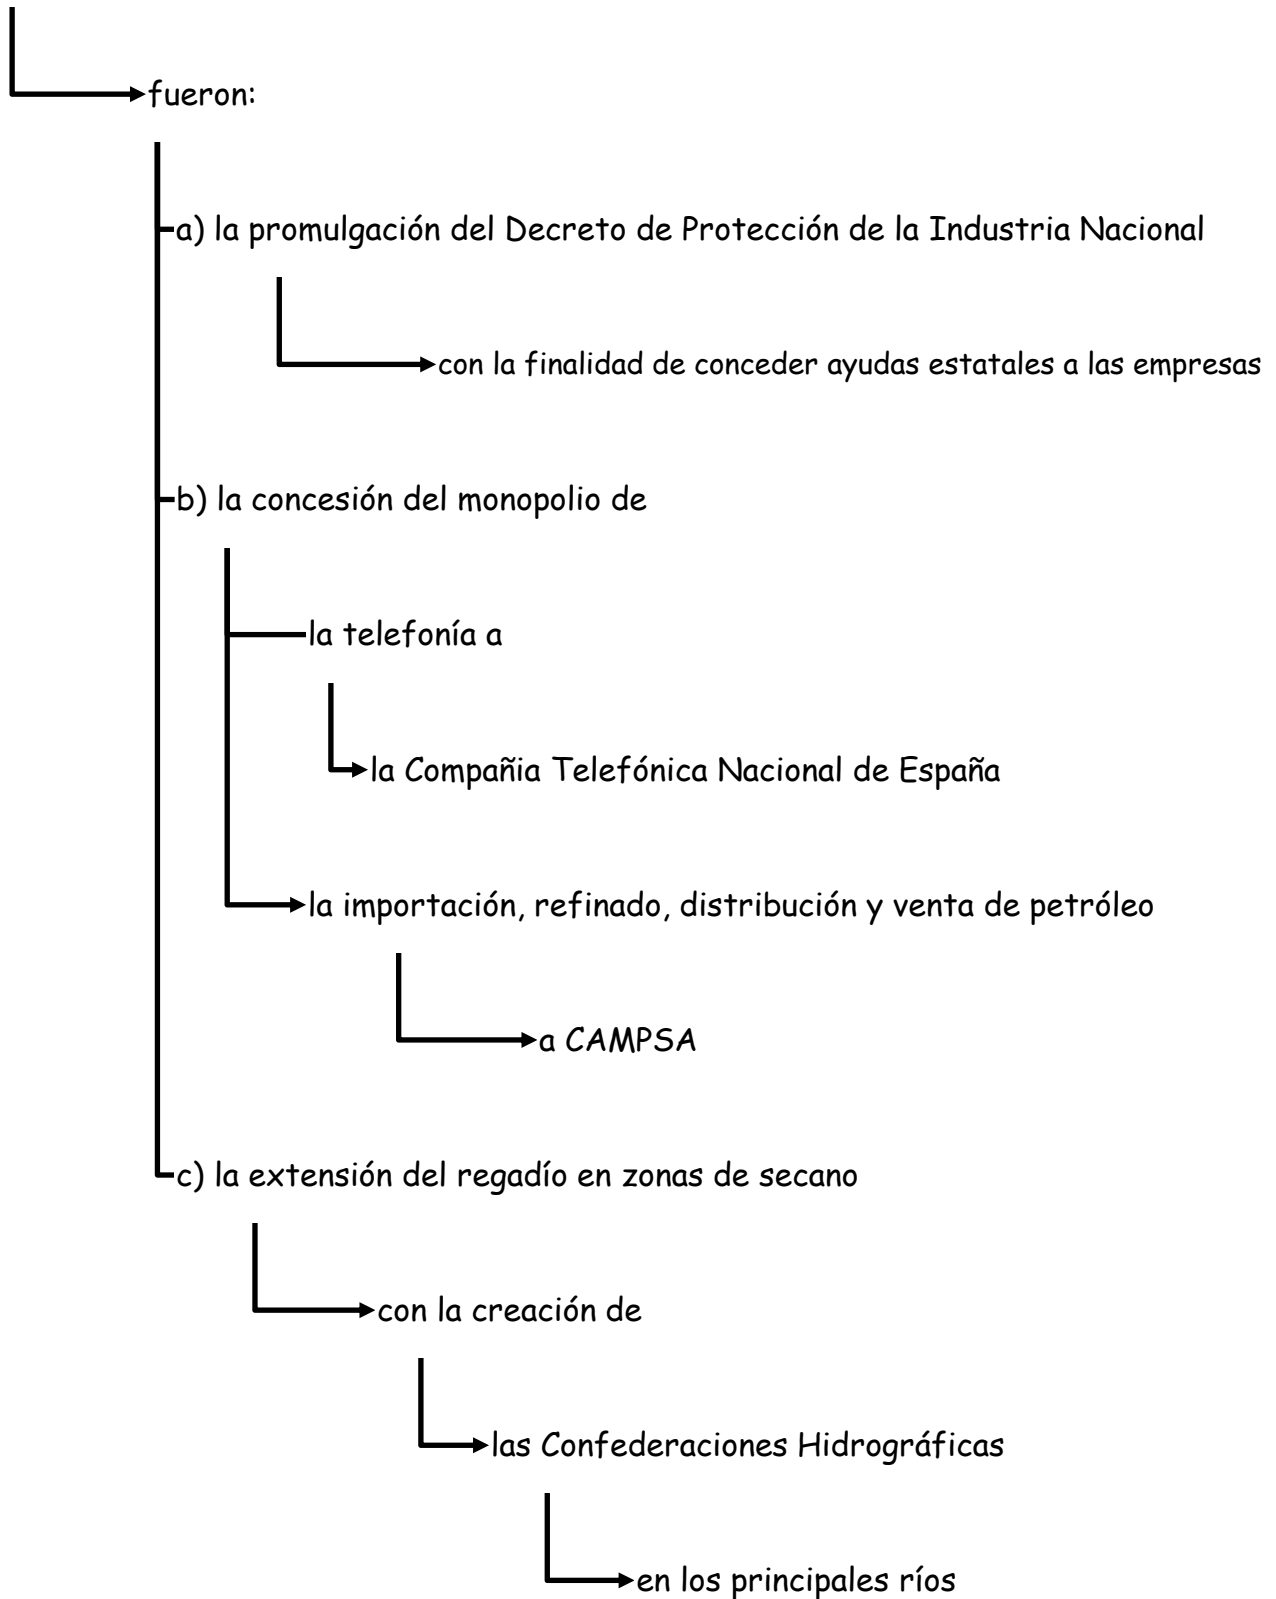 fueron:
a) la promulgación del Decreto de Protección de la Industria Nacional
con la finalidad de conceder ayudas estatales a las empresas
b) la concesión del monopolio de
la telefonía a
la Compañia Telefónica Nacional de España
la importación, refinado, distribución y venta de petróleo
a CAMPSA
c) la extensión del regadío en zonas de secano
con la creación de
las Confederaciones Hidrográficas
en los principales ríos